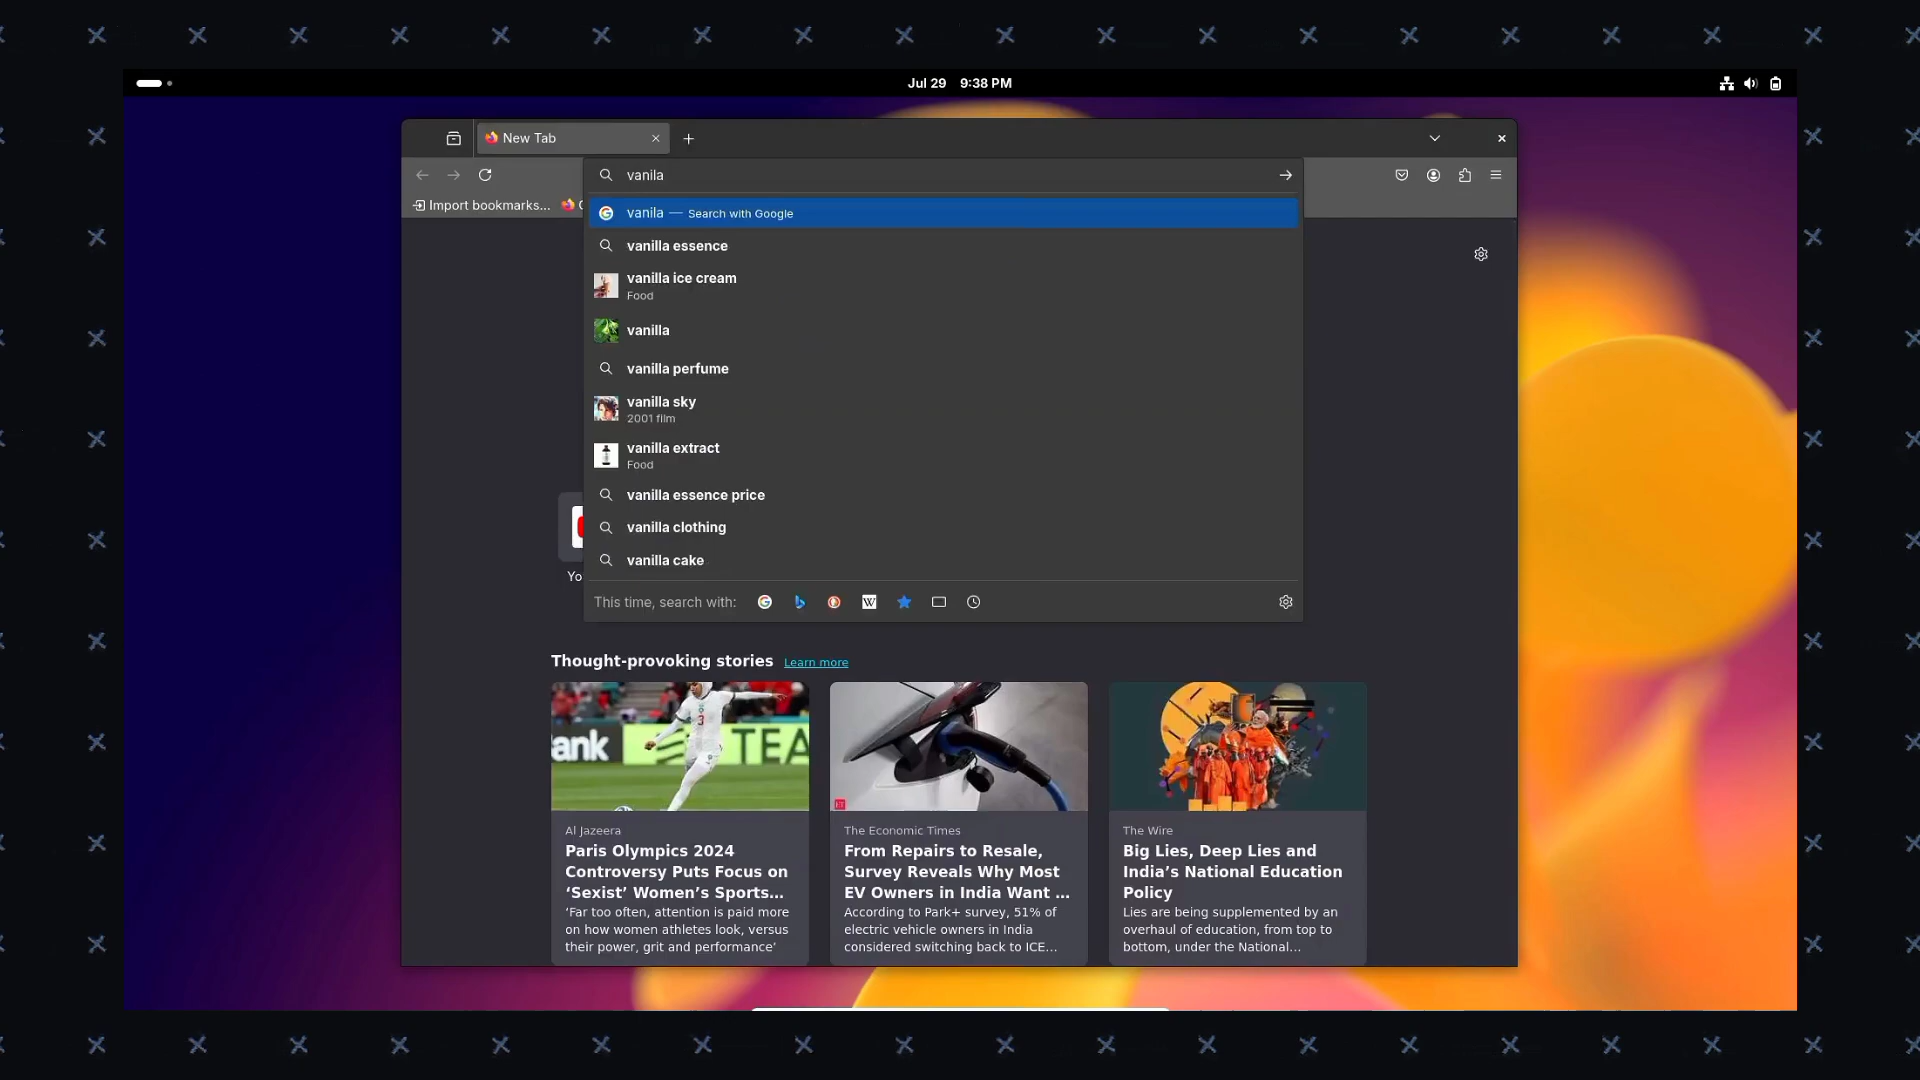 Jul 29 9:38 PM
New Tab
vanila
Import bookmarks...
vanila — Search with Google
vanilla essence
vanilla ice cream
Food
vanilla
vanilla perfume
vanilla sky
2001 film
vanilla extract
Food
vanilla essence price
vanilla clothing
vanilla cake
Yo
This time, search with:
W
Thought-provoking stories Learn more
3
ank
TEA
Al Jazeera
Paris Olympics 2024
Controversy Puts Focus on
‘Sexist’ Women’s Sports...
‘Far too often, attention is paid more
on how women athletes look, versus
their power, grit and performance’
ET
The Economic Times
From Repairs to Resale,
Survey Reveals Why Most
EV Owners in India Want ...
According to Park+ survey, 51% of
electric vehicle owners in India
considered switching back to ICE...
The Wire
Big Lies, Deep Lies and
India’s National Education
Policy
Lies are being supplemented by an
overhaul of education, from top to
bottom, under the National...